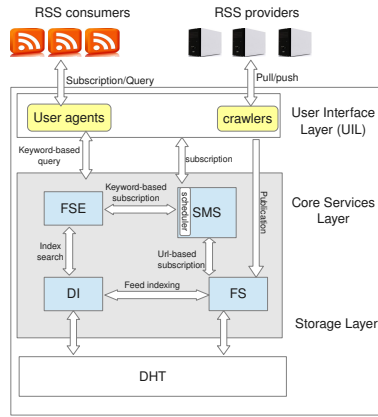 RSS consumers
RSS providers
Subscription/Query
Pull/push
User agents
crawlers
User Interface
Layer (UIL)
Keyword-based
query
subscription
Keyword-based
subscription
FSE
scheduler
SMS
Publication
Core Services
Layer
Index
search
Url-based
subscription
DI
Feed indexing
FS
Storage Layer
DHT